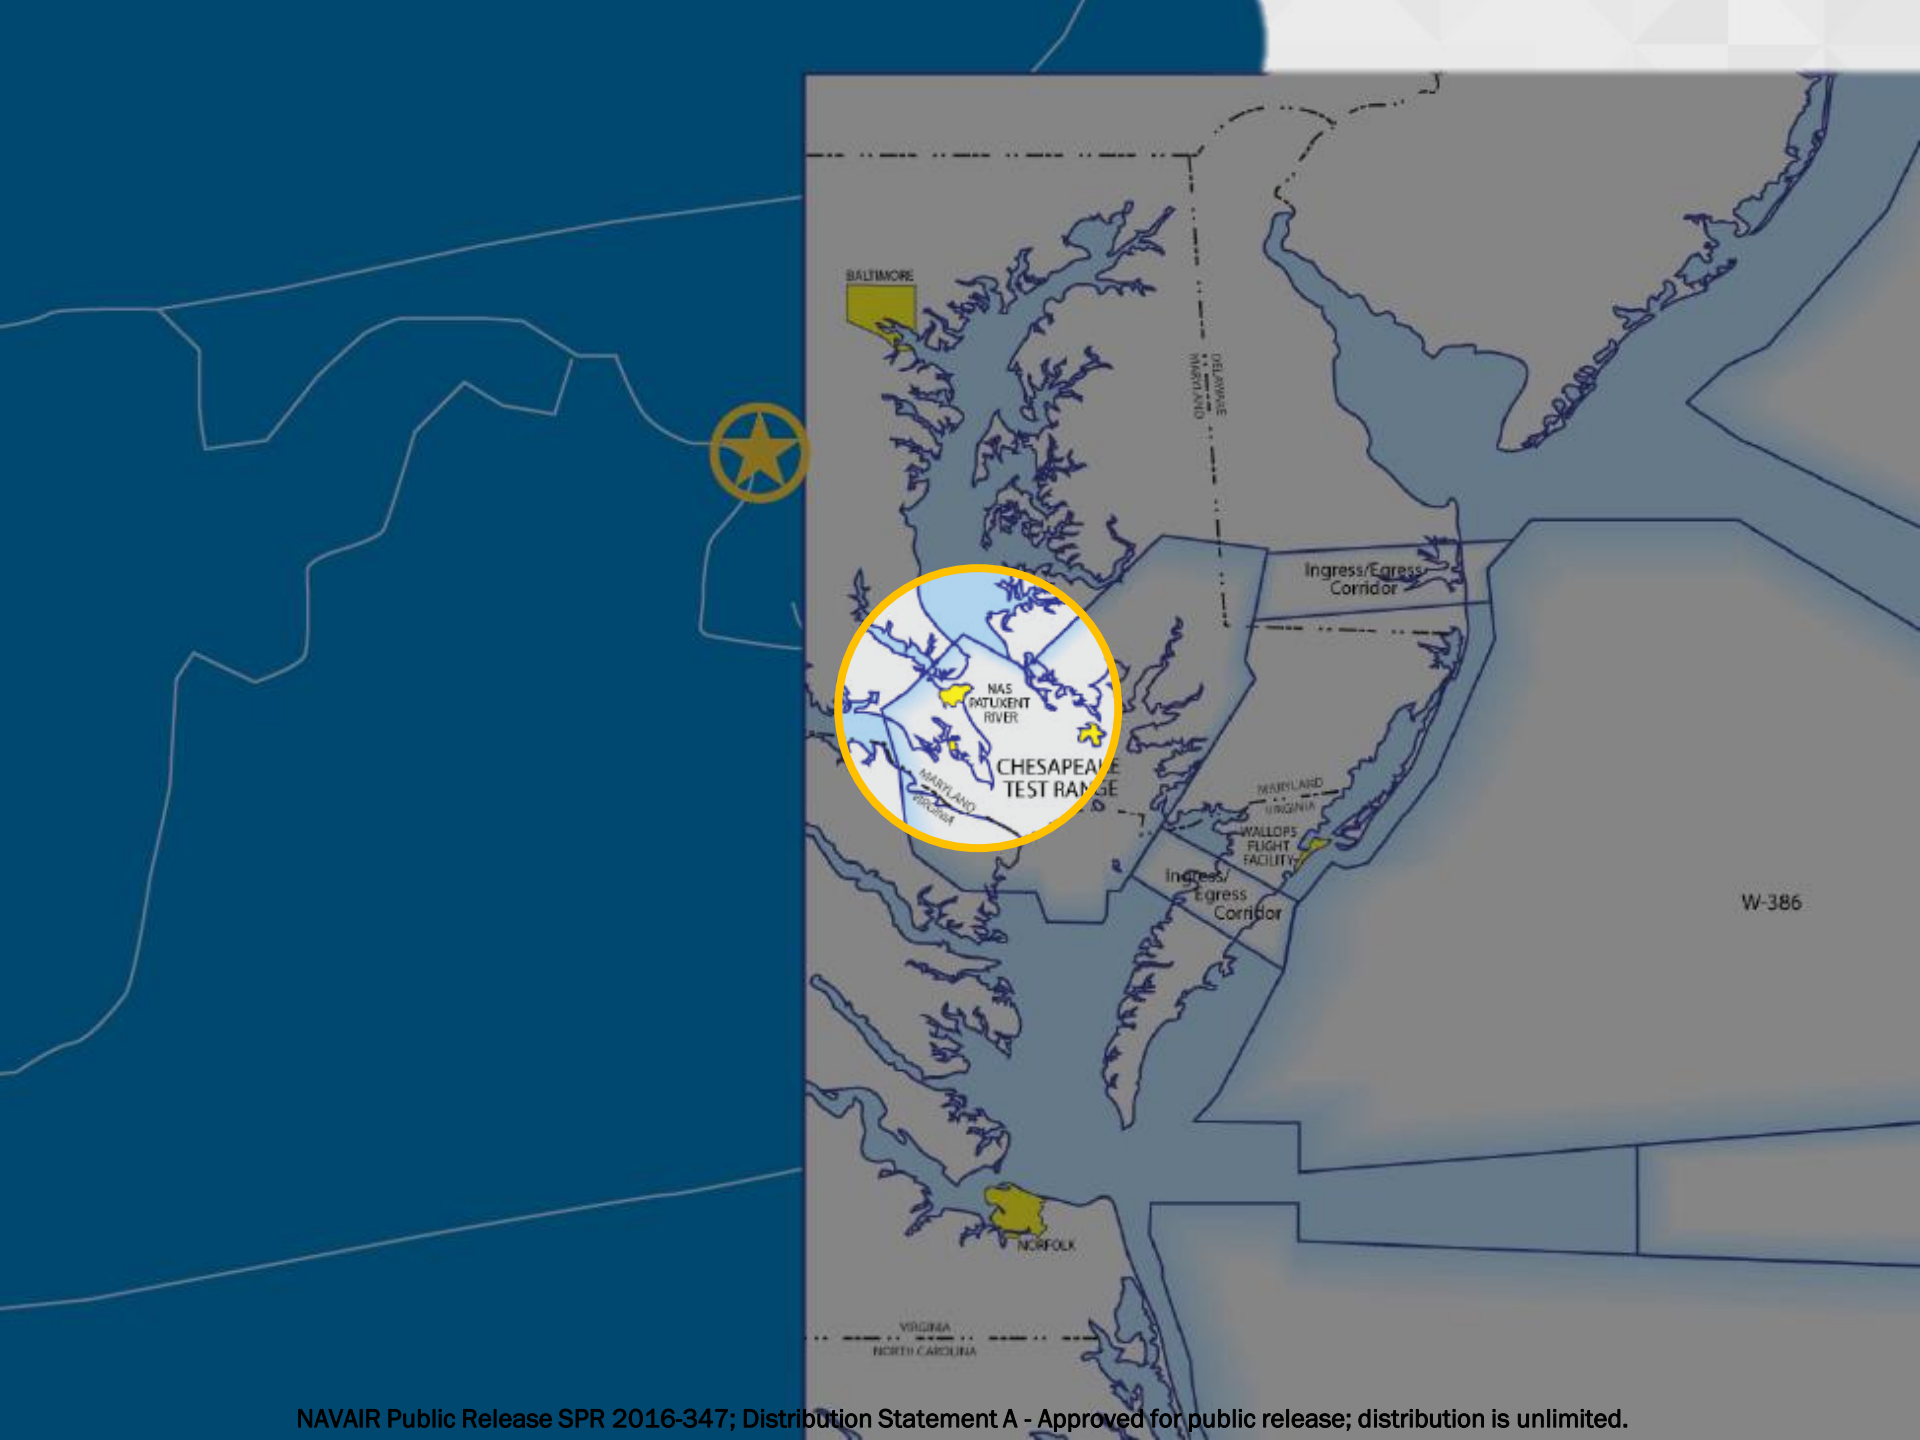 BALTIMORE
DELAWARE
MARYLAND
Ingress/Egress
Corridor
NAS
PATUXENT
RIVER
CHESAPEAKE
TEST RANGE
MARYLAND
VIRGINIA
MARYLAND
VIRGINIA
WALLOPS
FLIGHT
FACILITY
Ingress/
Egress
Corridor
W-386
NORFOLK
VIRGINIA
NORTH CAROLINA
NAVAIR Public Release SPR 2016-347; Distribution Statement A - Approved for public release; distribution is unlimited.